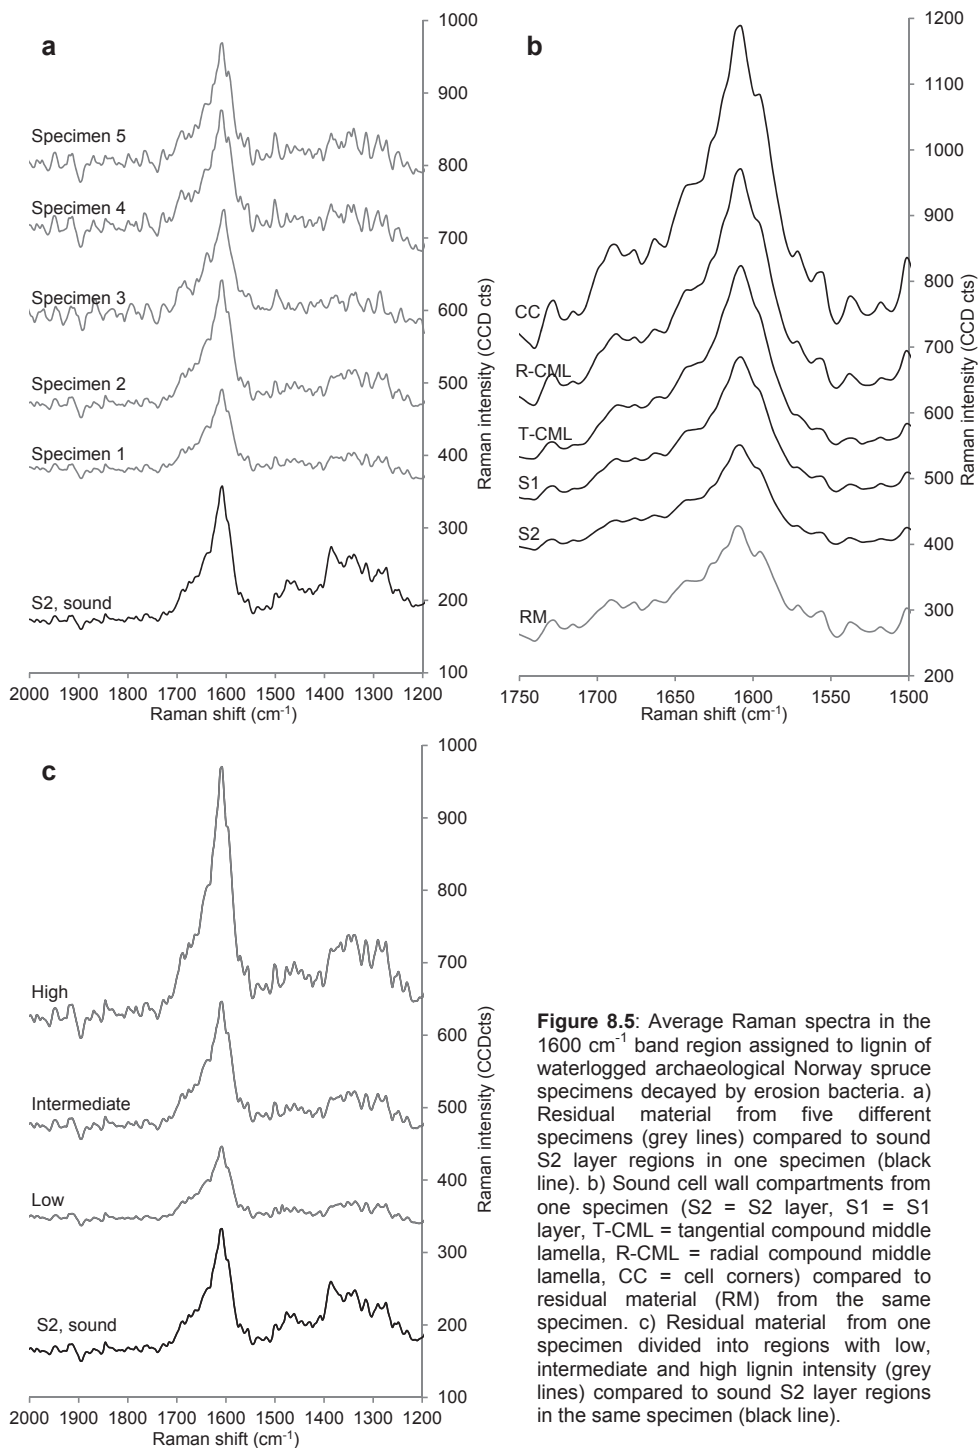 a
1000
900
Specimen 5
800
Specimen 4
700
Specimen 3
600
Specimen 2
500
Specimen 1
400
300
S2, sound
200
100
Raman intensity (CCD cts)
2000 1900 1800 1700 1600 1500 1400 1300 1200
Raman shift (cm-1)
b
1200
1100
1000
900
800
CC
700
R-CML
600
T-CML
500
S1
S2
400
300
RM
200
Raman intensity (CCD cts)
1750 1700 1650 1600 1550 1500
Raman shift (cm-1)
c
1000
900
800
700
High
600
Intermediate
500
400
Low
300
S2, sound
200
100
Raman intensity (CCDcts)
2000 1900 1800 1700 1600 1500 1400 1300 1200
Raman shift (cm-1)
Figure 8.5: Average Raman spectra in the
1600 cm-1 band region assigned to lignin of
waterlogged archaeological Norway spruce
specimens decayed by erosion bacteria. a)
Residual material from five different
specimens (grey lines) compared to sound
S2 layer regions in one specimen (black
line). b) Sound cell wall compartments from
one specimen (S2 = S2 layer, S1 = S1
layer, T-CML = tangential compound middle
lamella, R-CML = radial compound middle
lamella, CC = cell corners) compared to
residual material (RM) from the same
specimen. c) Residual material from one
specimen divided into regions with low,
intermediate and high lignin intensity (grey
lines) compared to sound S2 layer regions
in the same specimen (black line).